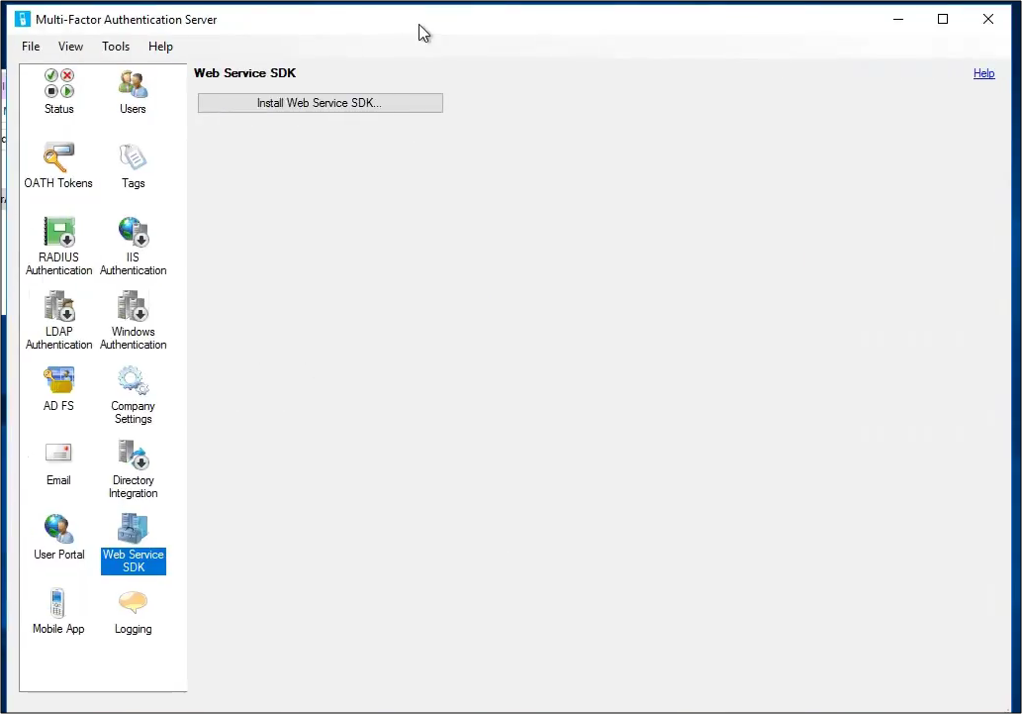 Multi-Factor Authentication Server
File View Tools Help
Web Service SDK
Help
Install Web Service SDK...
Status
Users
OATH Tokens
Tags
RADIUS
Authentication
IIS
Authentication
LDAP
Authentication
Windows
Authentication
AD FS
Company
Settings
Email
Directory
Integration
User Portal
Web Service
SDK
Mobile App
Logging